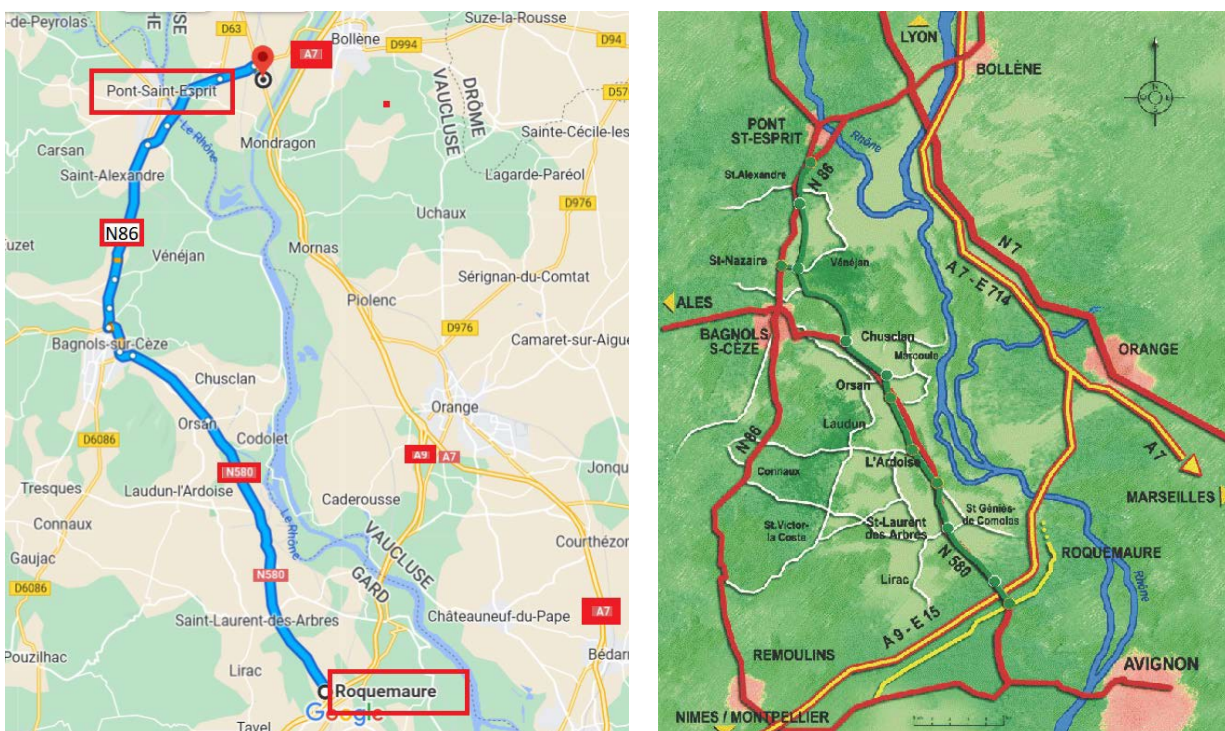 -de-Peyrolas
ISÈRE
D63
Bollène
Suze-la-Rousse
D994
D94
A7
Pont-Saint-Esprit
DRÔME
VAUCLUSE
D57
Le Rhône
Mondragon
Sainte-Cécile-les-
Carsan
Saint-Alexandre
Lagarde-Paréol
D976
Uchaux
N86
Mornas
Vénéjan
Sérignan-du-Comtat
Piolenc
D976
Bagnols-sur-Cèze
Camaret-sur-Aigue
Chusclan
Orange
Orsan
D6086
Codolet
A9
A7
N580
Jonqu
Tresques
Laudun-l'Ardoise
Caderousse
Connaux
Le Rhône
VAUCLUSE
GARD
Courthézon
Gaujac
N580
D6086
Châteauneuf-du-Pape
A7
Saint-Laurent-des-Arbres
Pouzilhac
Lirac
Bédar
Roquemaure
Google
Tavel
LYON
BOLLÈNE
PONT
ST-ESPRIT
Rhône
St.Alexandre
N 86
N 7
A 7 - E 714
St-Nazaire
Vénéjan
ALES
BAGNOLS
S-CÈZE
Chusclan
Marcoule
ORANGE
Orsan
Laudun
N 86
L'Ardoise
A 7
Connaux
MARSEILLES
St.Victor-
la Coste
St-Laurent
des Arbres
St Géniès-
de Comolas
ROQUEMAURE
N 580
Lirac
Rhône
A 9 - E 15
REMOULINS
AVIGNON
NIMES / MONTPELLIER